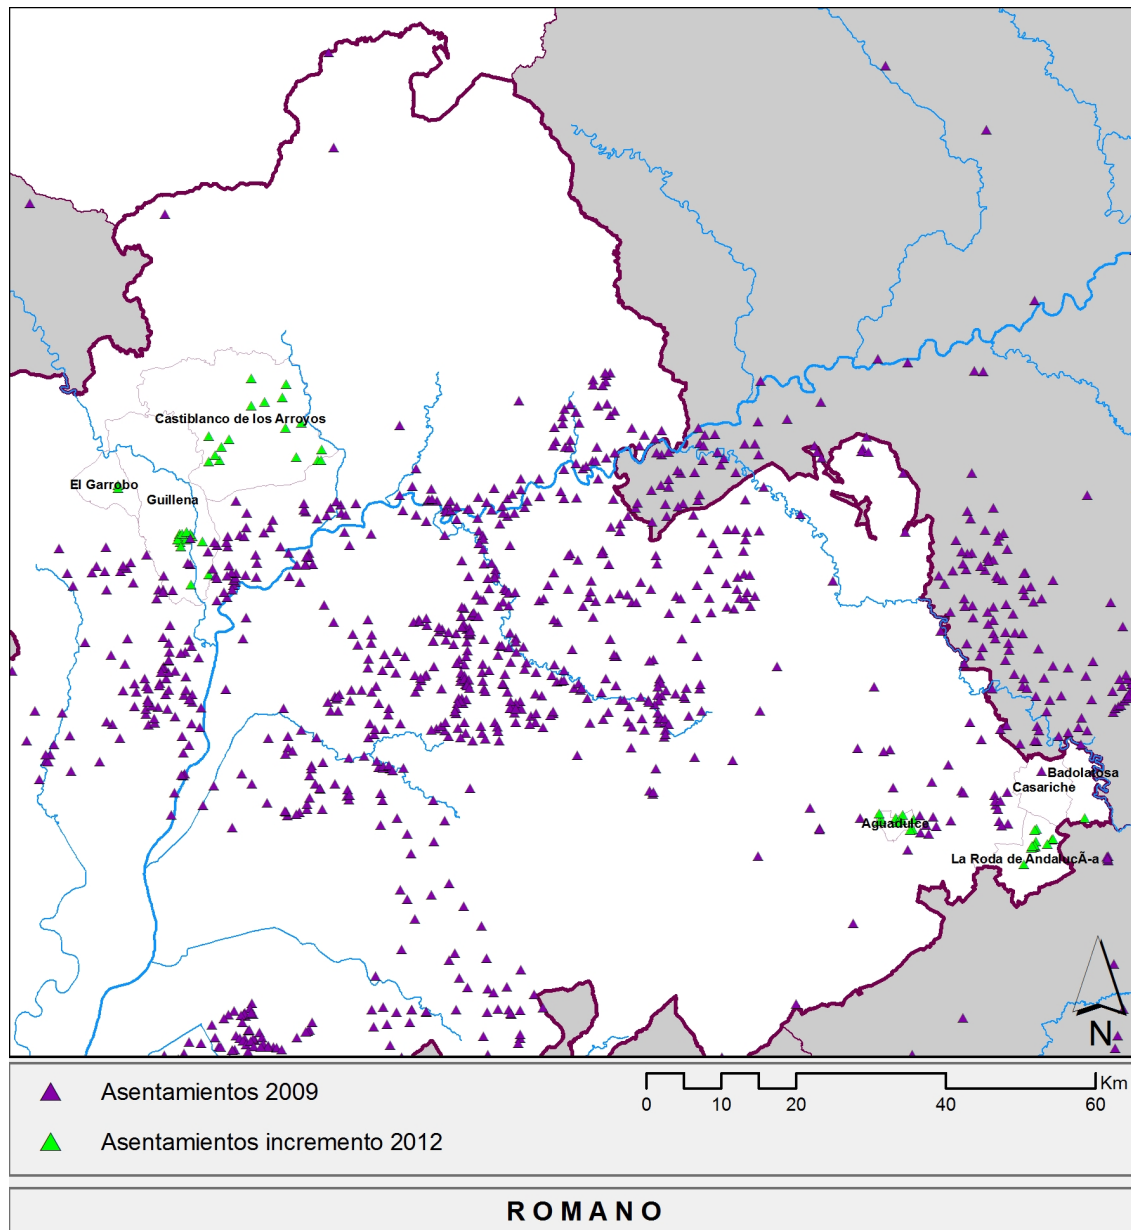 Castiblanco de los Arroyos
El Garrobo
Guillena
Badolatosa
Casariche
Aguadulce
La Roda de AndalucÃ-a
N
Asentamientos 2009
Asentamientos incremento 2012
Km
0 10 20 40 60
ROMANO